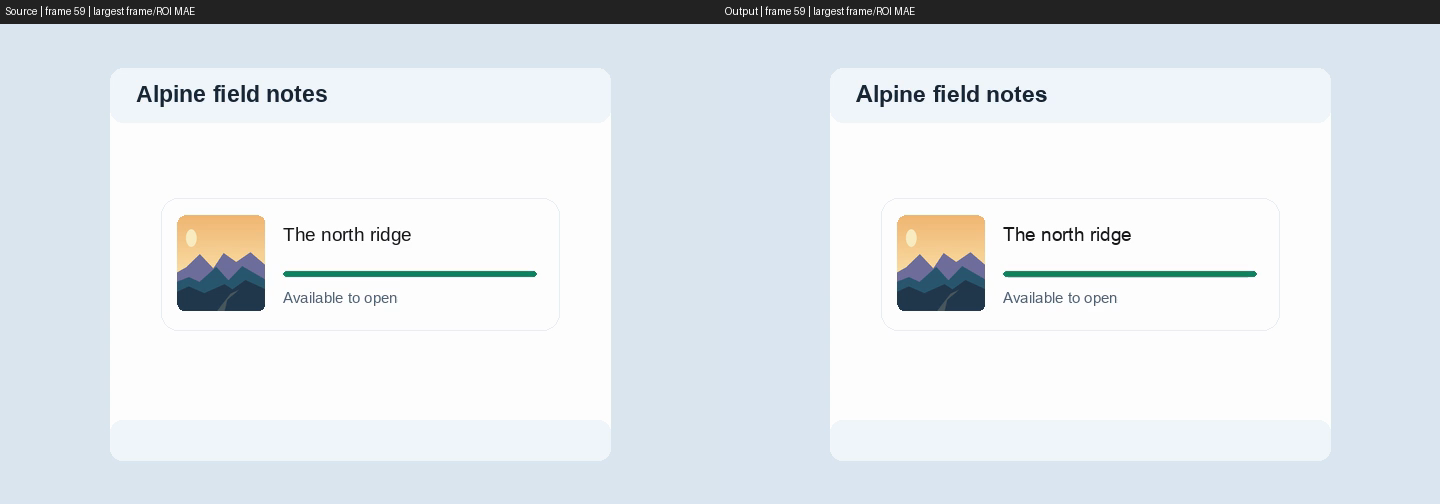 Source | frame 59 | largest frame/ROI MAE
Output | frame 59 | largest frame/ROI MAE
Alpine field notes
The north ridge
Available to open
Alpine field notes
The north ridge
Available to open